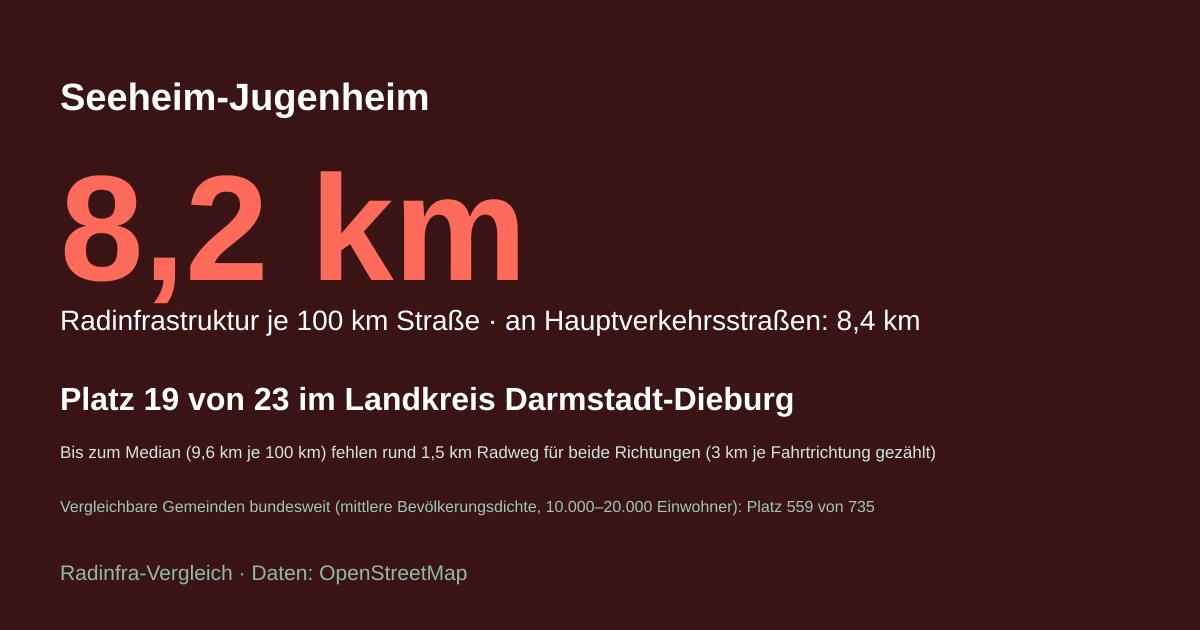 Seeheim-Jugenheim
8,2 km
Radinfrastruktur je 100 km Straße · an Hauptverkehrsstraßen: 8,4 km
Platz 19 von 23 im Landkreis Darmstadt-Dieburg
Bis zum Median (9,6 km je 100 km) fehlen rund 1,5 km Radweg für beide Richtungen (3 km je Fahrtrichtung gezählt)
Vergleichbare Gemeinden bundesweit (mittlere Bevölkerungsdichte, 10.000–20.000 Einwohner): Platz 559 von 735
Radinfra-Vergleich · Daten: OpenStreetMap